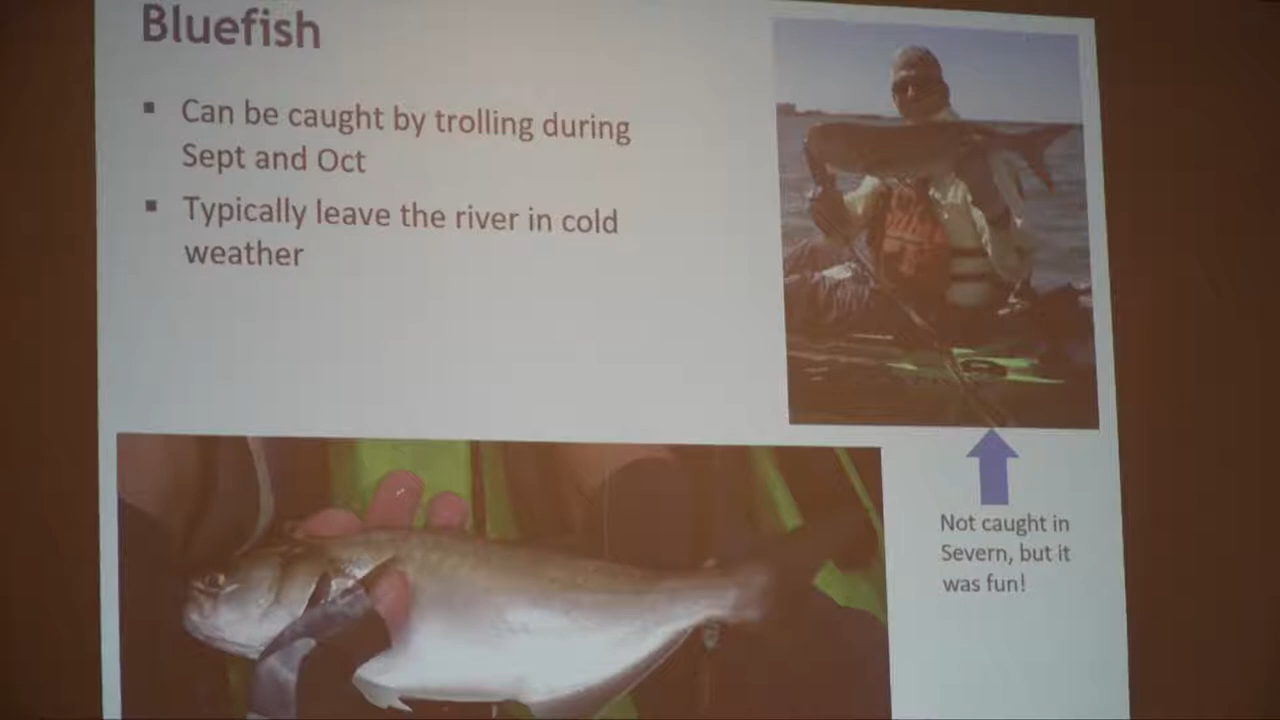 Bluefish
▪ Can be caught by trolling during
Sept and Oct
▪ Typically leave the river in cold
weather
Not caught in
Severn, but it
was fun!